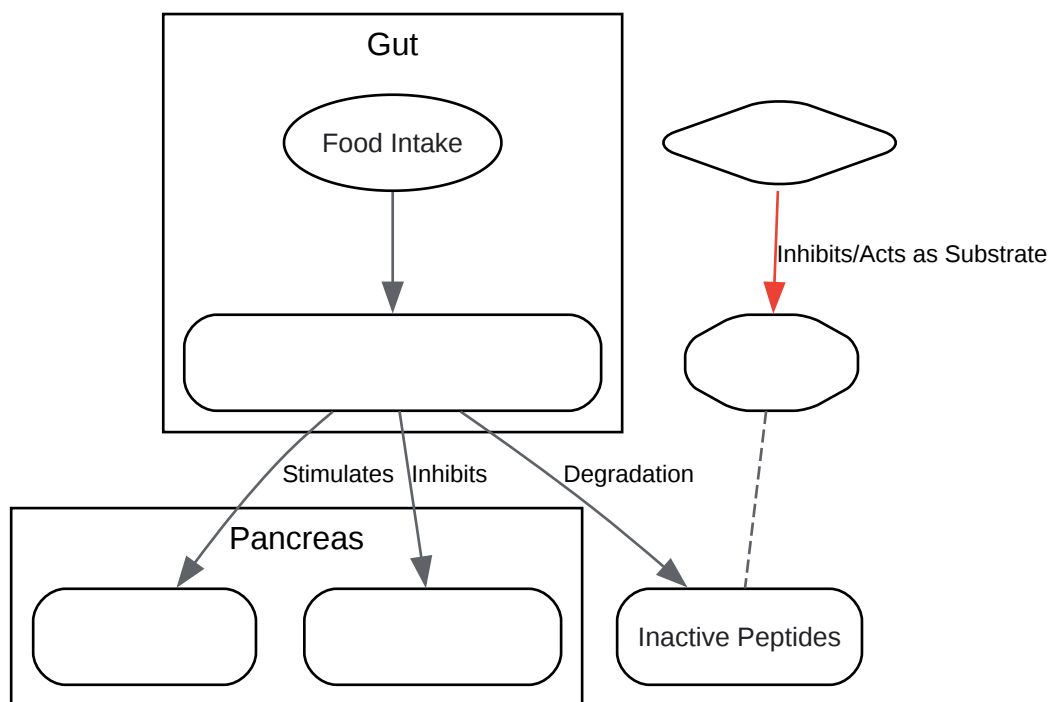 Gut
Food Intake
Inhibits/Acts as Substrate
Stimulates
Inhibits
Degradation
Pancreas
Inactive Peptides